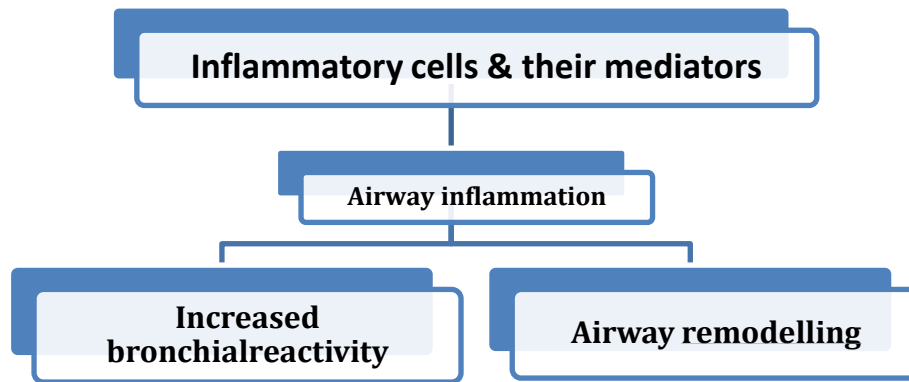 Inflammatory cells & their mediators
Airway inflammation
Increased
bronchialreactivity
Airway remodelling